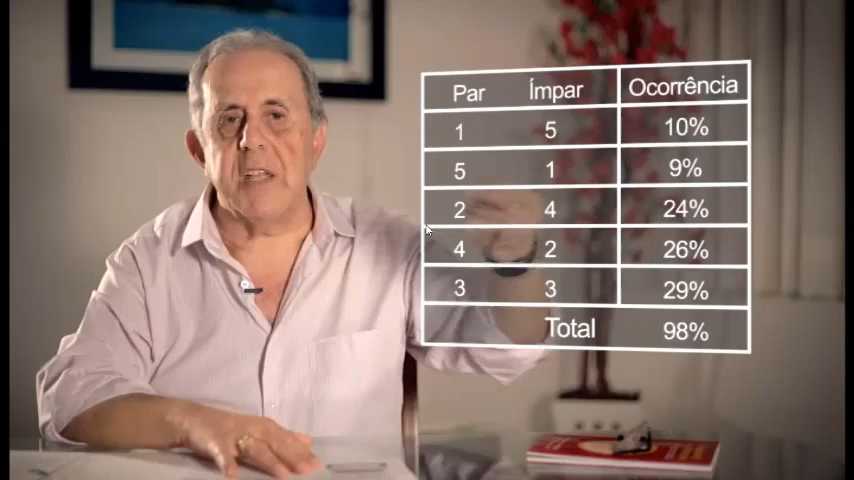 Par Ímpar Ocorrência
1 5 10%
5 1 9%
2 4 24%
4 2 26%
3 3 29%
Total 98%